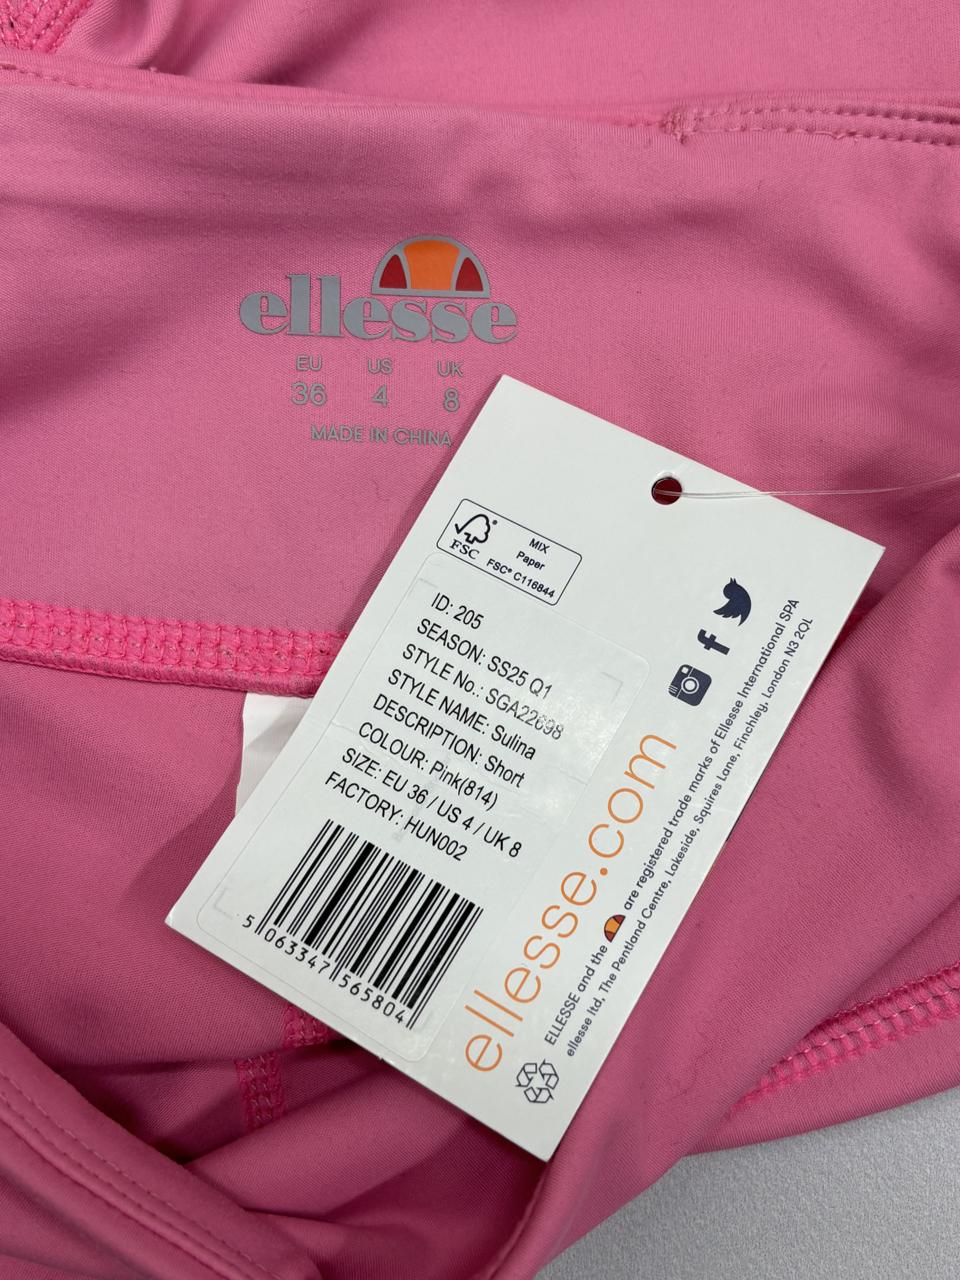 ellesse
EU US UK
36 4 8
MADE IN CHINA
FSC®
MIX
Paper
FSC® C116844
ID: 205
SEASON: SS25 Q1
STYLE No.: SGA22698
STYLE NAME: Sulina
DESCRIPTION: Short
COLOUR: Pink(814)
SIZE: EU 36 / US 4 / UK 8
FACTORY: HUN002
5 063347 565804
ellesse.com
ELLESSE and the are registered trade marks of Ellesse International SPA
ellesse ltd, The Pentland Centre, Lakeside, Squires Lane, Finchley, London N3 2QL